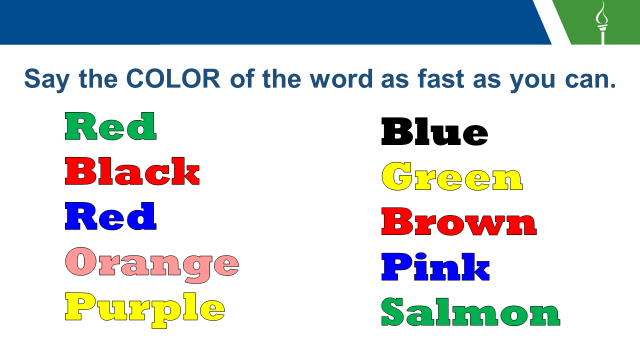 Say the COLOR of the word as fast as you can.
Red
Black
Red
Orange
Purple
Blue
Green
Brown
Pink
Salmon